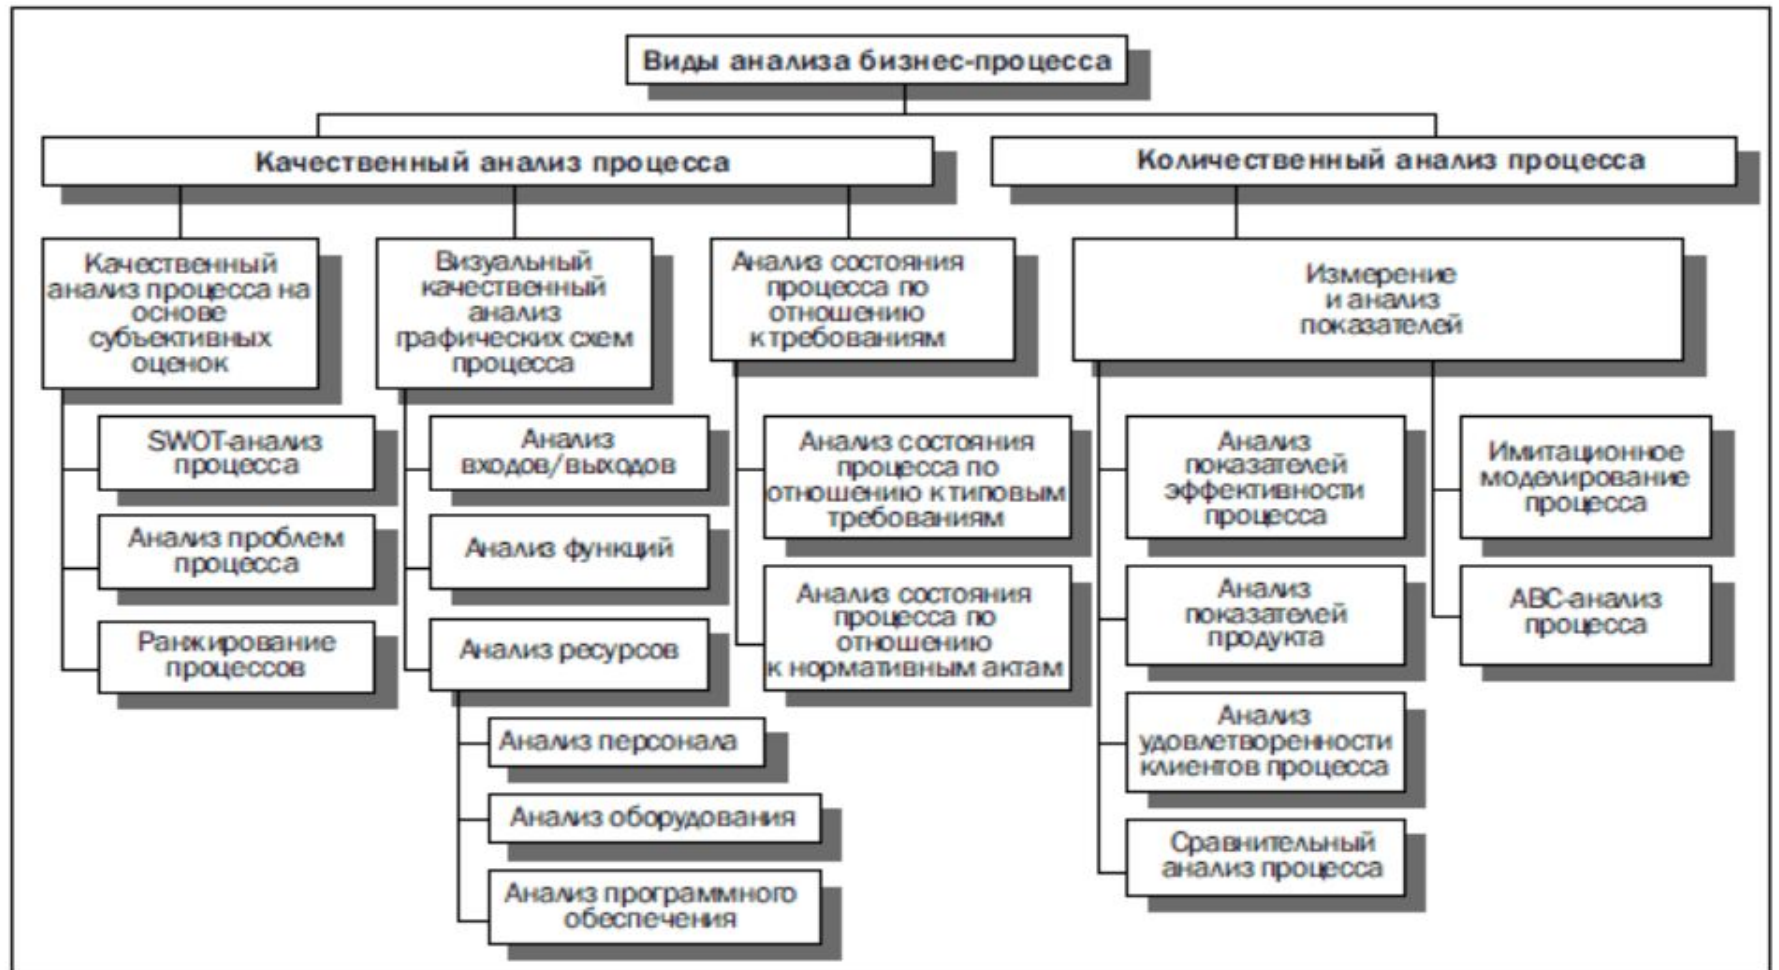 Виды анализа бизнес-процесса
Качественный анализ процесса
Количественный анализ процесса
Качественный
анализ процесса на
основе
субъективных
оценок
Визуальный
качественный
анализ
графических схем
процесса
Анализ состояния
процесса по
отношению
к требованиям
Измерение
и анализ
показателей
SWOT-анализ
процесса
Анализ проблем
процесса
Ранжирование
процессов
Анализ
входов/выходов
Анализ функций
Анализ ресурсов
Анализ персонала
Анализ оборудования
Анализ программного
обеспечения
Анализ состояния
процесса по
отношению к типовым
требованиям
Анализ состояния
процесса по
отношению
к нормативным актам
Анализ
показателей
эффективности
процесса
Анализ
показателей
продукта
Анализ
удовлетворенности
клиентов процесса
Сравнительный
анализ процесса
Имитационное
моделирование
процесса
ABC-анализ
процесса